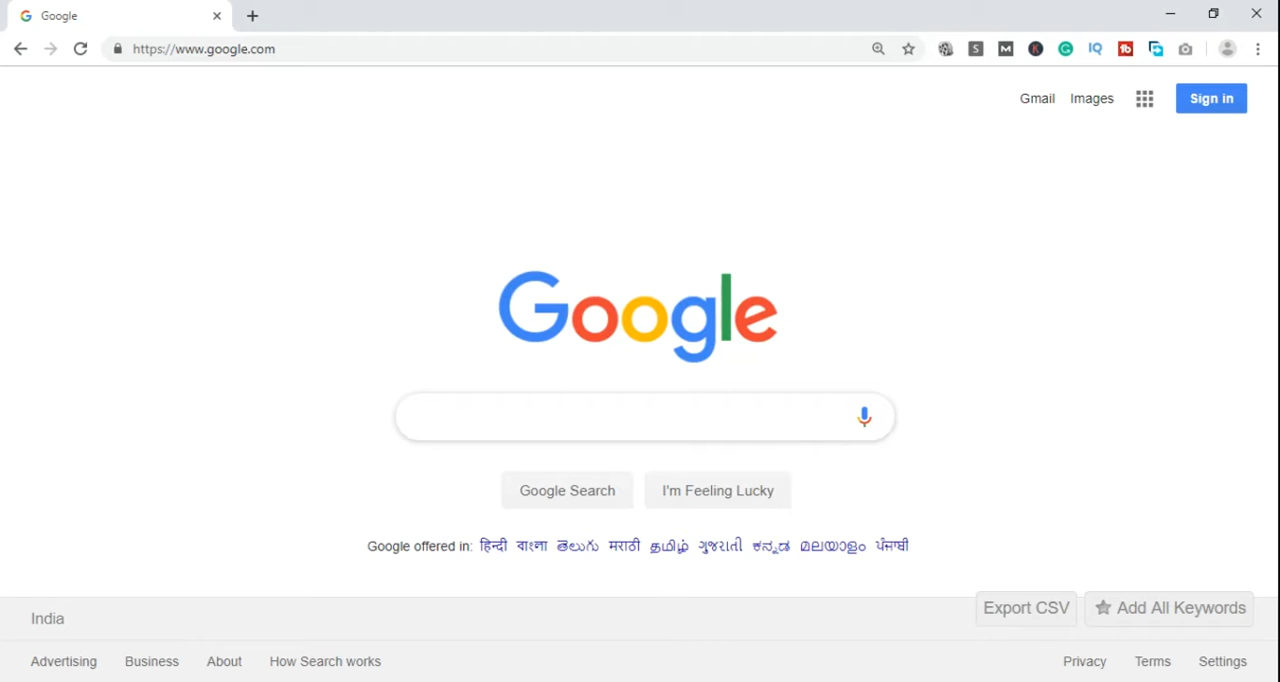 Google
https://www.google.com
S M K G IQ tb
Gmail Images Sign in
Google
Google Search I'm Feeling Lucky
Google offered in: हिन्दी বাংলা తెలుగు मराठी தமிழ் ગુજરાતી ಕನ್ನಡ മലയാളം ਪੰਜਾਬੀ
Export CSV Add All Keywords
India
Advertising Business About How Search works Privacy Terms Settings